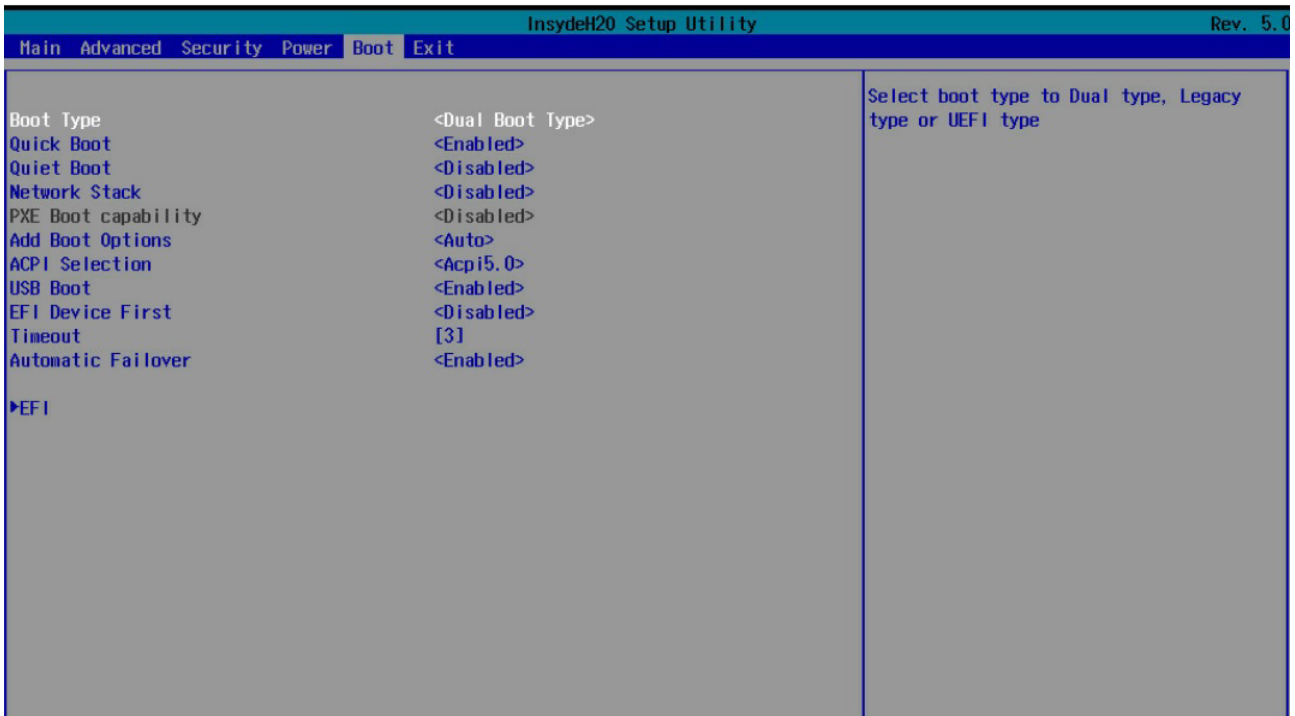 InsydeH20 Setup Utility Rev. 5.0
Main Advanced Security Power Boot Exit
Boot Type <Dual Boot Type>
Quick Boot <Enabled>
Quiet Boot <Disabled>
Network Stack <Disabled>
PXE Boot capability <Disabled>
Add Boot Options <Auto>
ACPI Selection <Acpi5.0>
USB Boot <Enabled>
EFI Device First <Disabled>
Timeout [3]
Automatic Failover <Enabled>
►EFI
Select boot type to Dual type, Legacy
type or UEFI type